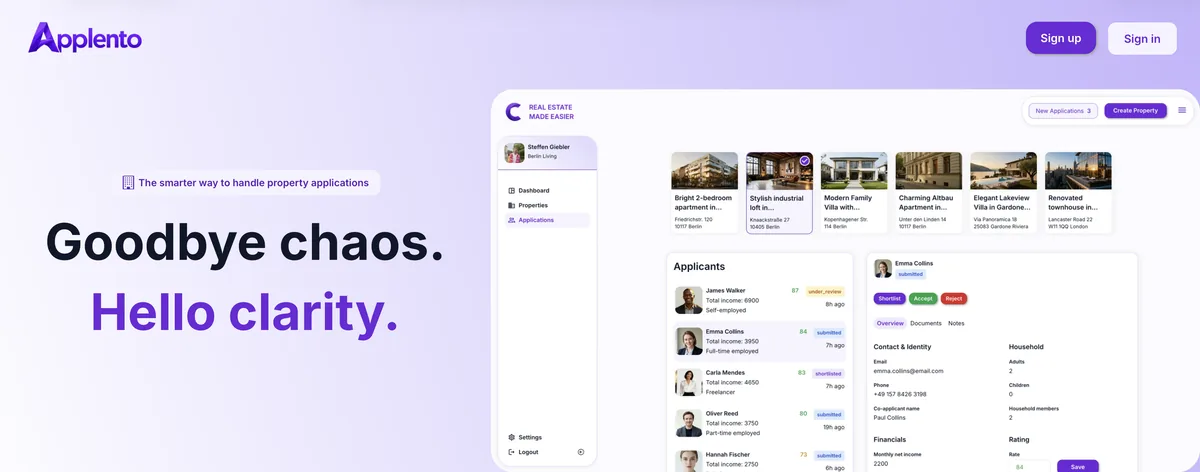 Applento
Sign up
Sign in
The smarter way to handle property applications
Goodbye chaos.
Hello clarity.
REAL ESTATE
MADE EASIER
New Applications 3
Create Property
Steffen Giebler
Berlin Living
Dashboard
Properties
Applications
Settings
Logout
Bright 2-bedroom
apartment in...
Friedrichstr. 120
10117 Berlin
Stylish industrial
loft in...
Knaackstraße 27
10405 Berlin
Modern Family
Villa with...
Kopenhagener Str.
114 Berlin
Charming Altbau
Apartment in...
Unter den Linden 14
10117 Berlin
Elegant Lakeview
Villa in Gardone...
Via Panoramica 18
25083 Gardone Riviera
Renovated
townhouse in...
Lancaster Road 22
W11 1QQ London
Applicants
James Walker 87 under_review
Total income: 6900 8h ago
Self-employed
Emma Collins 84 submitted
Total income: 3950 7h ago
Full-time employed
Carla Mendes 83 shortlisted
Total income: 4650 7h ago
Freelancer
Oliver Reed 80 submitted
Total income: 3750 19h ago
Part-time employed
Hannah Fischer 73 submitted
Total income: 2750 6h ago
Emma Collins
submitted
Shortlist Accept Reject
Overview Documents Notes
Contact & Identity
Email
emma.collins@email.com
Phone
+49 157 8426 3198
Co-applicant name
Paul Collins
Financials
Monthly net income
2200
Household
Adults
2
Children
0
Household members
2
Rating
Rate
84 Save